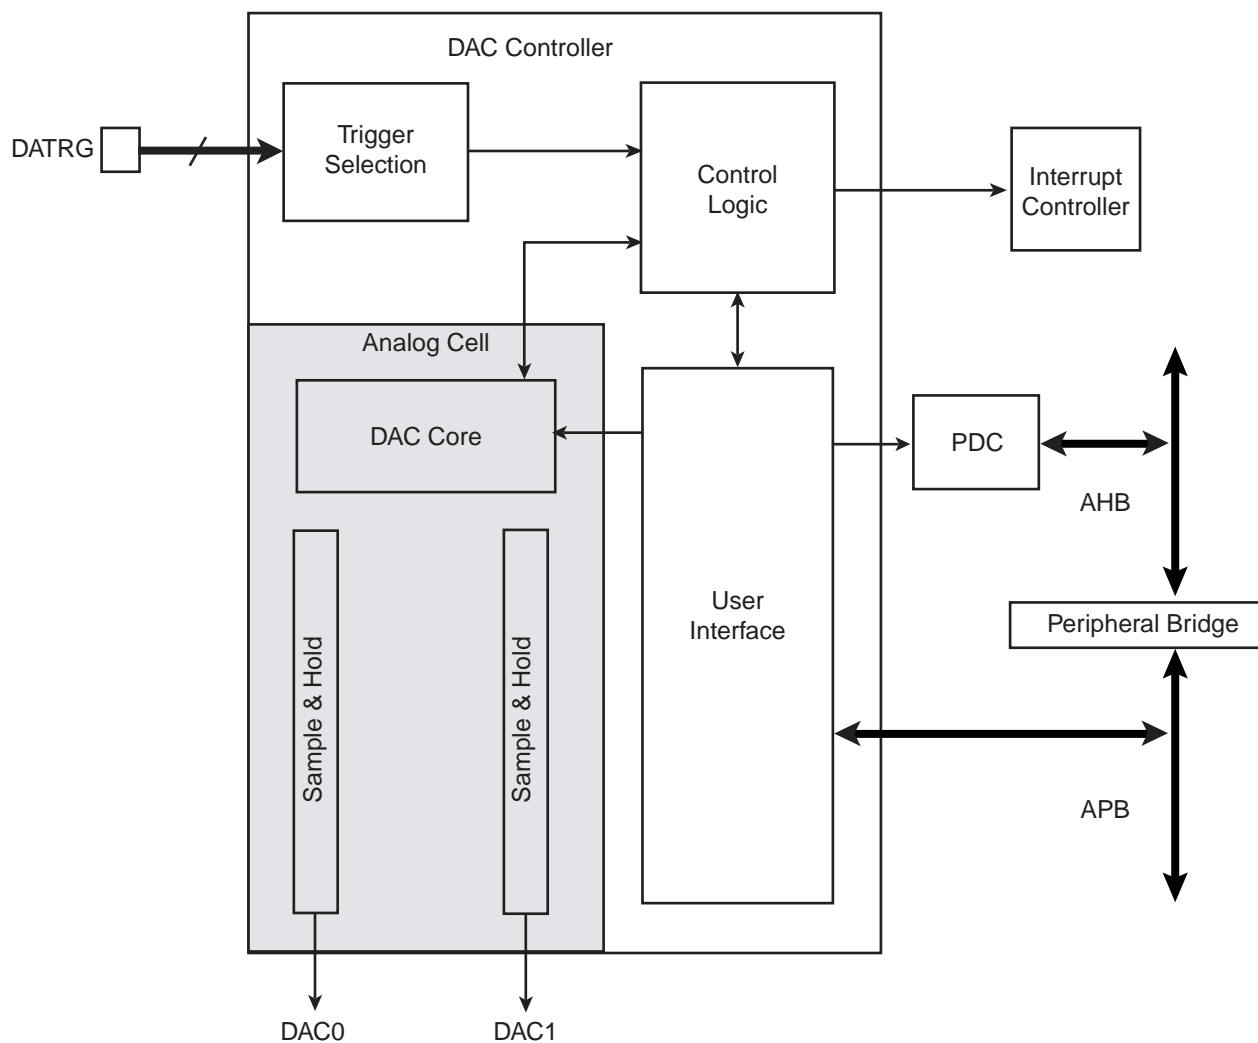 DAC Controller
DATRG
Trigger
Selection
Control
Logic
Interrupt
Controller
Analog Cell
DAC Core
PDC
AHB
User
Interface
Peripheral Bridge
Sample & Hold
Sample & Hold
APB
DAC0
DAC1